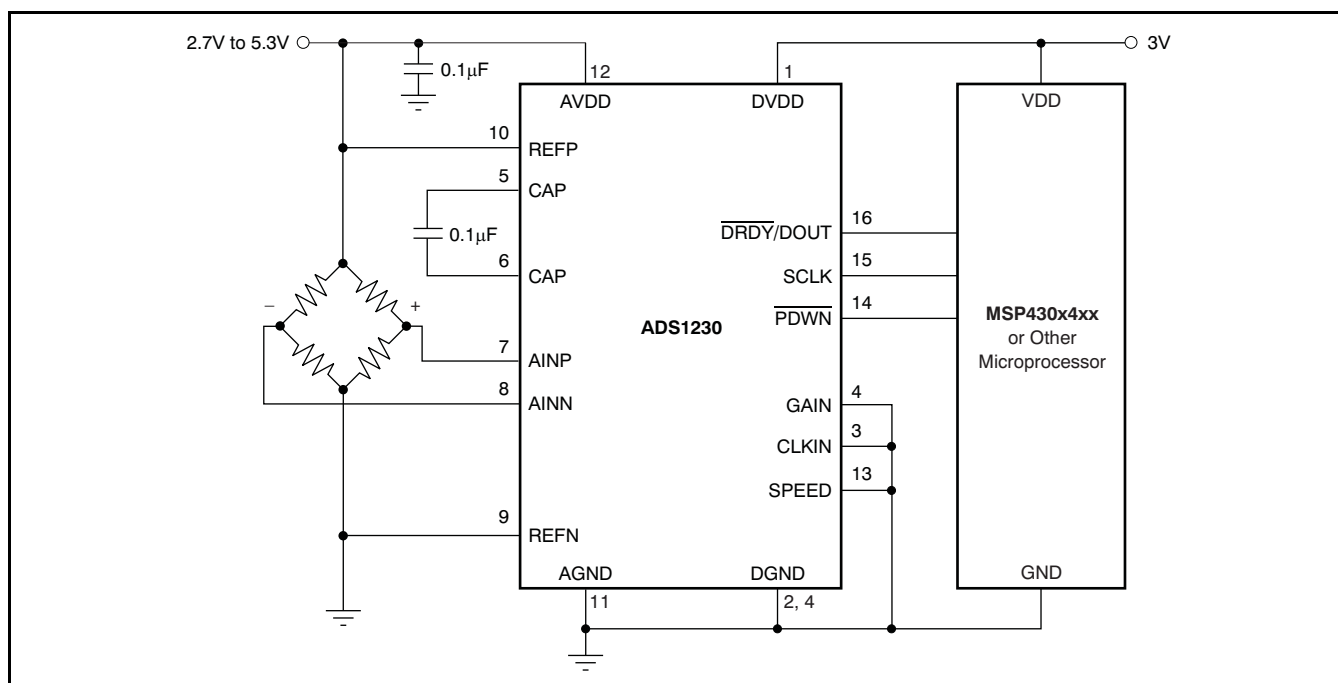 2.7V to 5.3V
3V
0.1μF
12
1
AVDD
DVDD
VDD
10
REFP
5
CAP
0.1μF
6
CAP
16
DRDY/DOUT
15
SCLK
14
PDWN
ADS1230
MSP430x4xx
or Other
Microprocessor
−
+
7
AINP
8
AINN
4
GAIN
3
CLKIN
13
SPEED
9
REFN
AGND
DGND
GND
11
2, 4